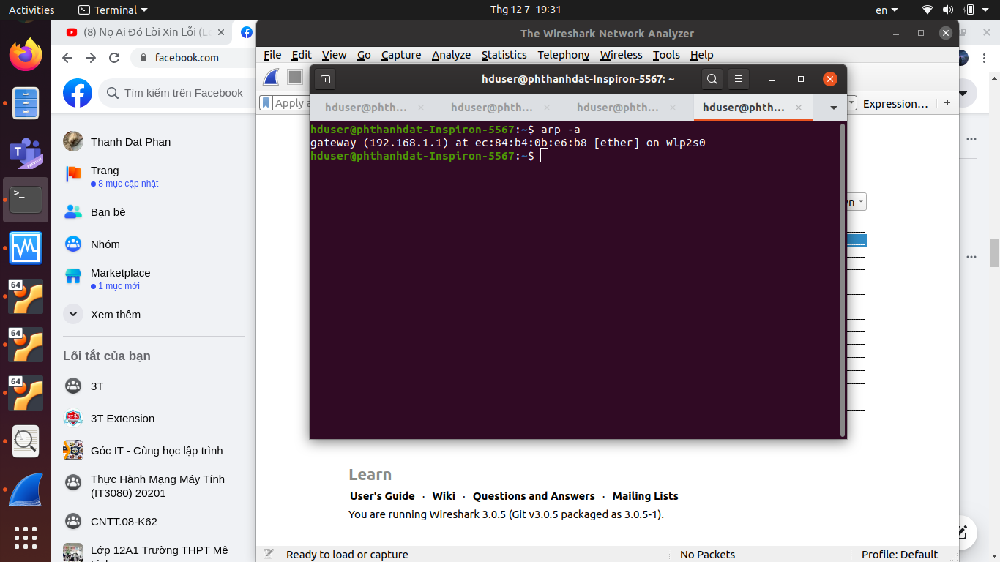 Activities
Terminal
Thg 12 7 19:31
en
(8) Nợ Ai Đó Lời Xin Lỗi (L
facebook.com
Tìm kiếm trên Facebook
Thanh Dat Phan
Trang
8 mục cập nhật
Bạn bè
Nhóm
Marketplace
1 mục mới
Xem thêm
Lối tắt của bạn
3T
3T Extension
Góc IT - Cùng học lập trình
Thực Hành Mạng Máy Tính
(IT3080) 20201
CNTT.08-K62
Lớp 12A1 Trường THPT Mê
PREVIEW
64
64
64
The Wireshark Network Analyzer
File Edit View Go Capture Analyze Statistics Telephony Wireless Tools Help
Apply a
Expression…
hduser@phthanhdat-Inspiron-5567: ~
hduser@phth... hduser@phth... hduser@phth... hduser@phth...
hduser@phthanhdat-Inspiron-5567:~$ arp -a
gateway (192.168.1.1) at ec:84:b4:0b:e6:b8 [ether] on wlp2s0
hduser@phthanhdat-Inspiron-5567:~$
Learn
User's Guide · Wiki · Questions and Answers · Mailing Lists
You are running Wireshark 3.0.5 (Git v3.0.5 packaged as 3.0.5-1).
Ready to load or capture
No Packets
Profile: Default